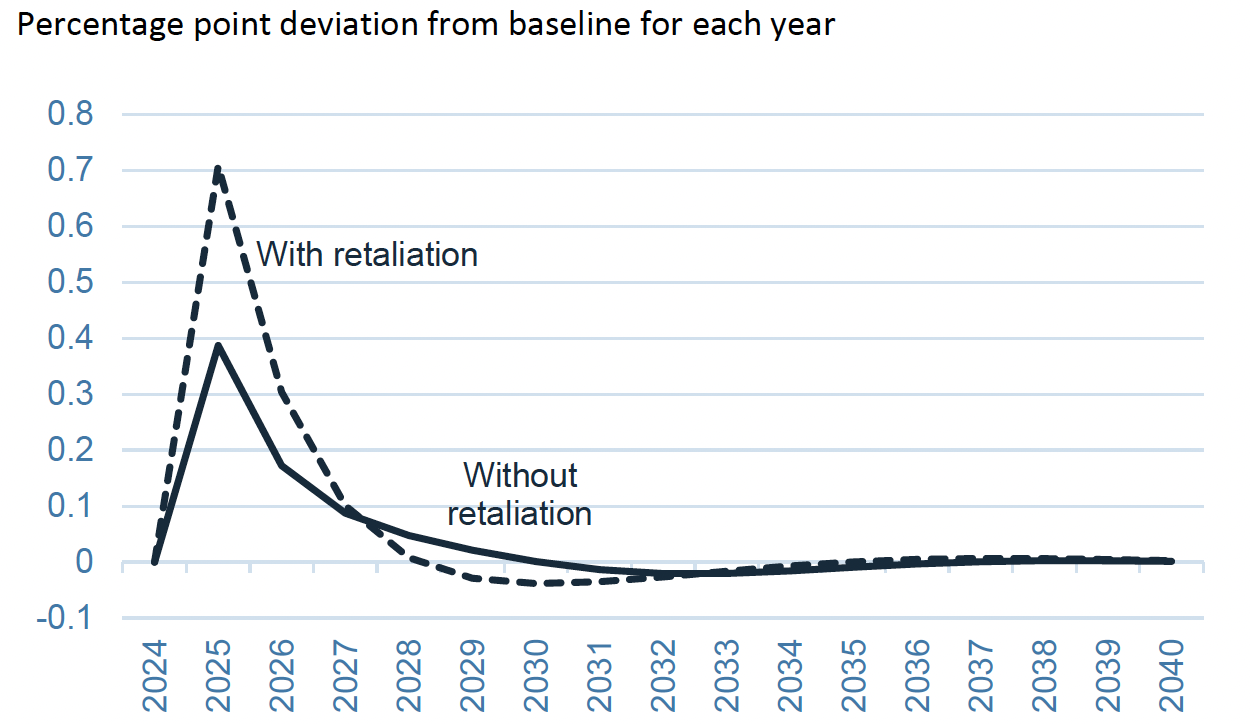 Percentage point deviation from baseline for each year
0.8
0.7
0.6
With retaliation
0.5
0.4
0.3
0.2
Without
retaliation
0.1
0
-0.1
2024 2025 2026 2027 2028 2029 2030 2031 2032 2033 2034 2035 2036 2037 2038 2039 2040